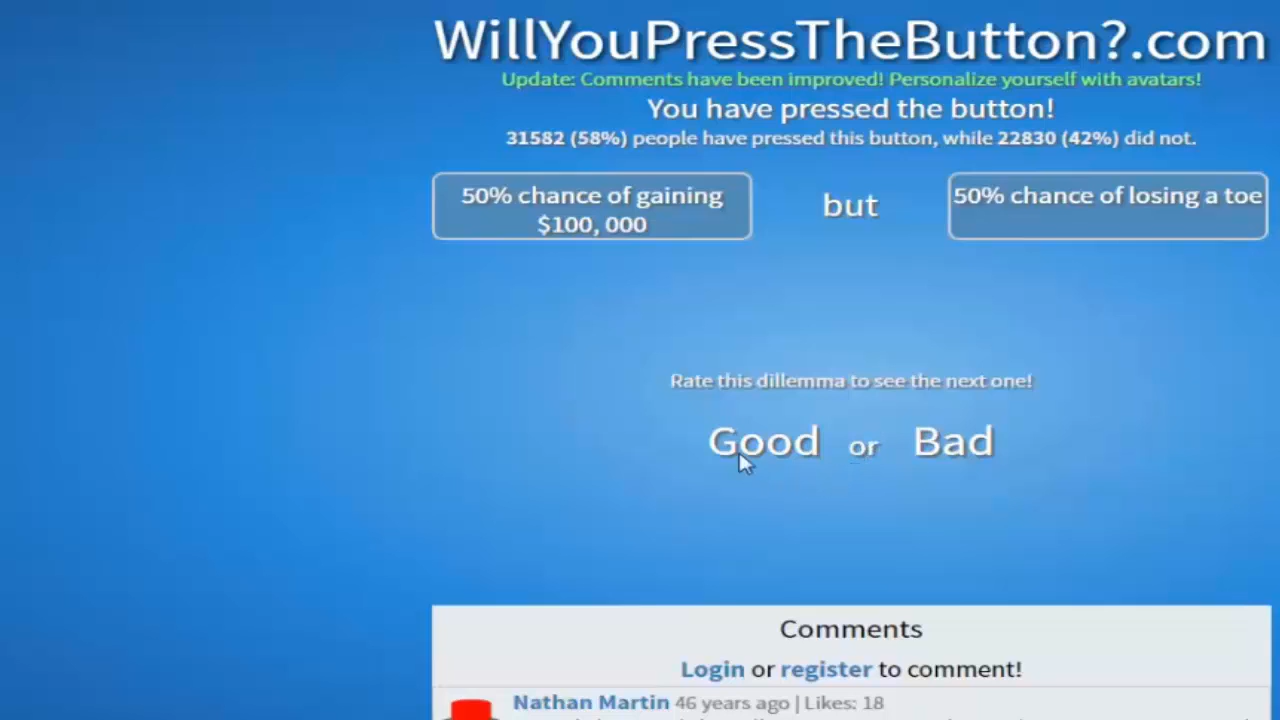 WillYouPressTheButton?.com
Update: Comments have been improved! Personalize yourself with avatars!
You have pressed the button!
31582 (58%) people have pressed this button, while 22830 (42%) did not.
50% chance of gaining
$100, 000
but
50% chance of losing a toe
Rate this dillemma to see the next one!
Good or Bad
Comments
Login or register to comment!
Nathan Martin 46 years ago | Likes: 18